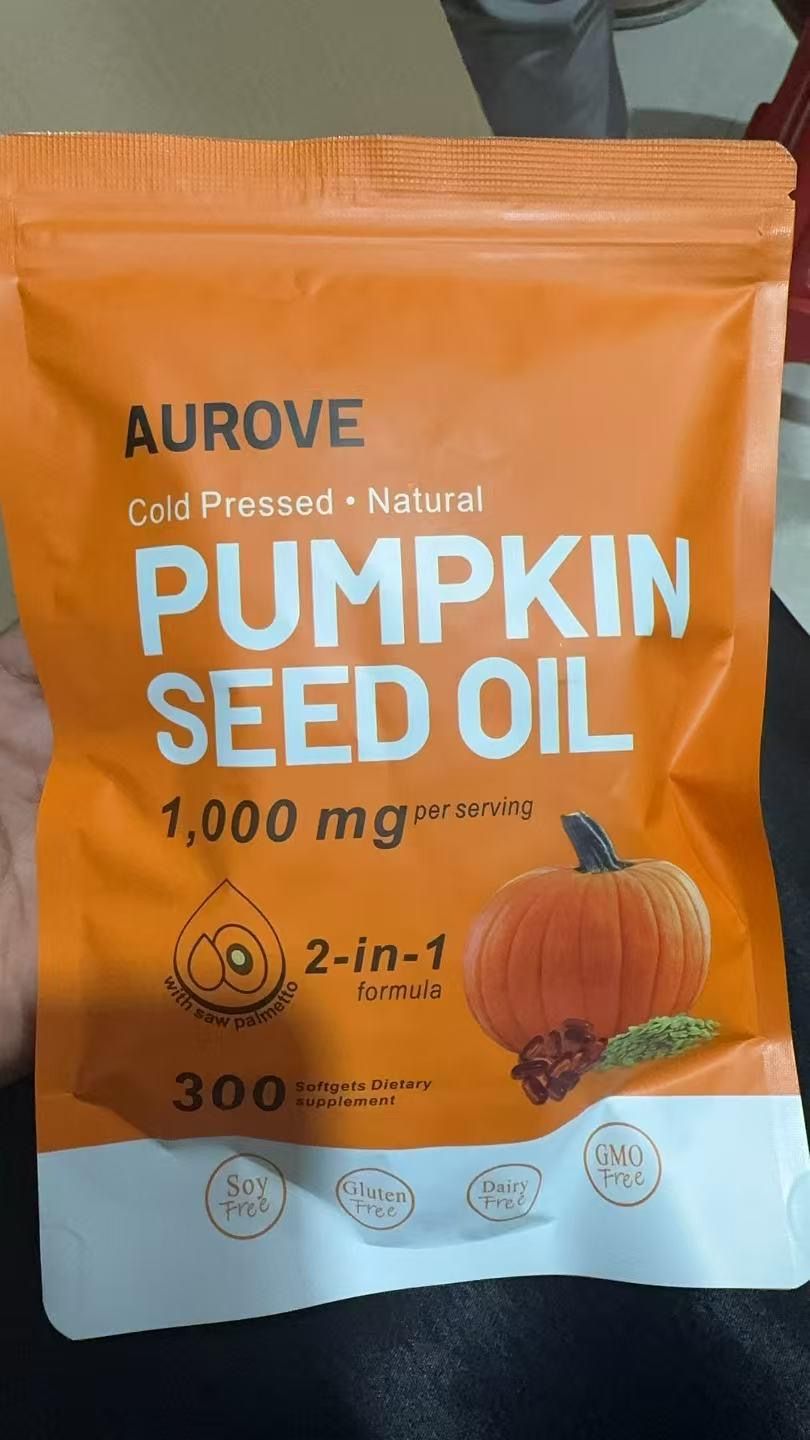 AUROVE
Cold Pressed • Natural
PUMPKIN
SEED OIL
1,000 mg per serving
with saw palmetto
2-in-1
formula
300 Softgets Dietary
supplement
Soy
Free
Gluten
Free
Dairy
Free
GMO
Free